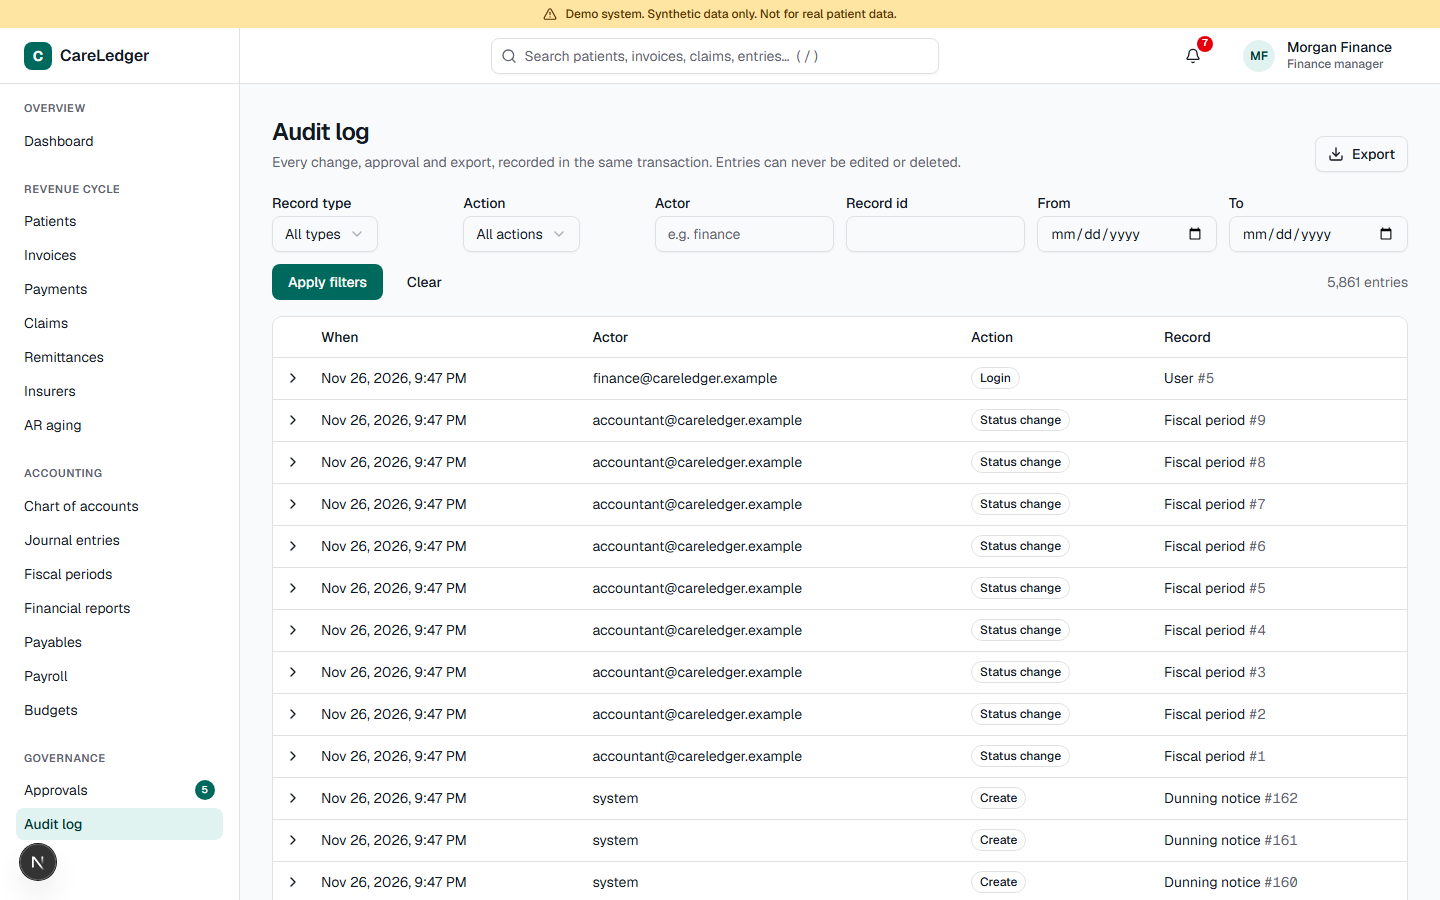 Demo system. Synthetic data only. Not for real patient data.
C CareLedger
Search patients, invoices, claims, entries... ( / )
7
MF
Morgan Finance
Finance manager
OVERVIEW
Dashboard
REVENUE CYCLE
Patients
Invoices
Payments
Claims
Remittances
Insurers
AR aging
ACCOUNTING
Chart of accounts
Journal entries
Fiscal periods
Financial reports
Payables
Payroll
Budgets
GOVERNANCE
Approvals 5
Audit log
N
Audit log
Every change, approval and export, recorded in the same transaction. Entries can never be edited or deleted.
Export
Record type Action Actor Record id From To
All types All actions e.g. finance mm/dd/yyyy mm/dd/yyyy
Apply filters Clear 5,861 entries
When Actor Action Record
Nov 26, 2026, 9:47 PM finance@careledger.example Login User #5
Nov 26, 2026, 9:47 PM accountant@careledger.example Status change Fiscal period #9
Nov 26, 2026, 9:47 PM accountant@careledger.example Status change Fiscal period #8
Nov 26, 2026, 9:47 PM accountant@careledger.example Status change Fiscal period #7
Nov 26, 2026, 9:47 PM accountant@careledger.example Status change Fiscal period #6
Nov 26, 2026, 9:47 PM accountant@careledger.example Status change Fiscal period #5
Nov 26, 2026, 9:47 PM accountant@careledger.example Status change Fiscal period #4
Nov 26, 2026, 9:47 PM accountant@careledger.example Status change Fiscal period #3
Nov 26, 2026, 9:47 PM accountant@careledger.example Status change Fiscal period #2
Nov 26, 2026, 9:47 PM accountant@careledger.example Status change Fiscal period #1
Nov 26, 2026, 9:47 PM system Create Dunning notice #162
Nov 26, 2026, 9:47 PM system Create Dunning notice #161
Nov 26, 2026, 9:47 PM system Create Dunning notice #160